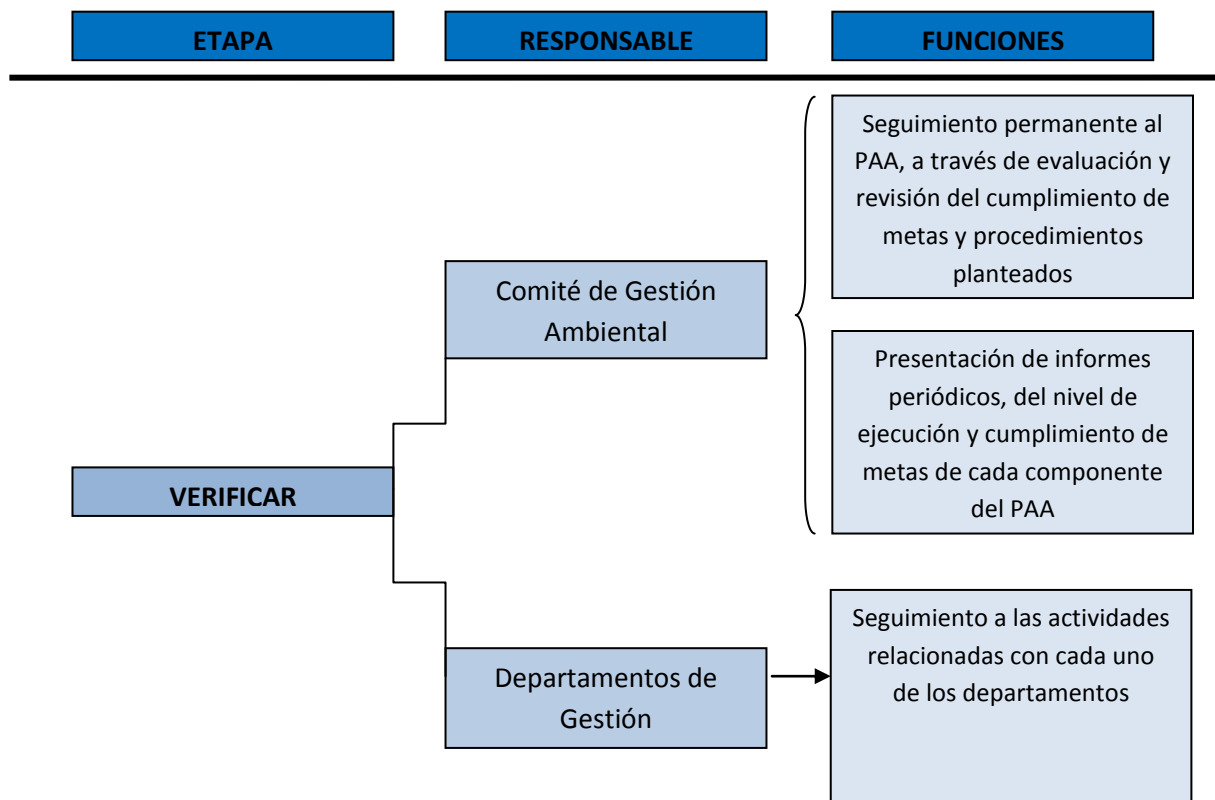 ETAPA
RESPONSABLE
FUNCIONES
Seguimiento permanente al
PAA, a través de evaluación y
revisión del cumplimiento de
metas y procedimientos
planteados
Comité de Gestión
Ambiental
Presentación de informes
periódicos, del nivel de
ejecución y cumplimiento de
metas de cada componente
del PAA
VERIFICAR
Seguimiento a las actividades
relacionadas con cada uno
de los departamentos
Departamentos de
Gestión